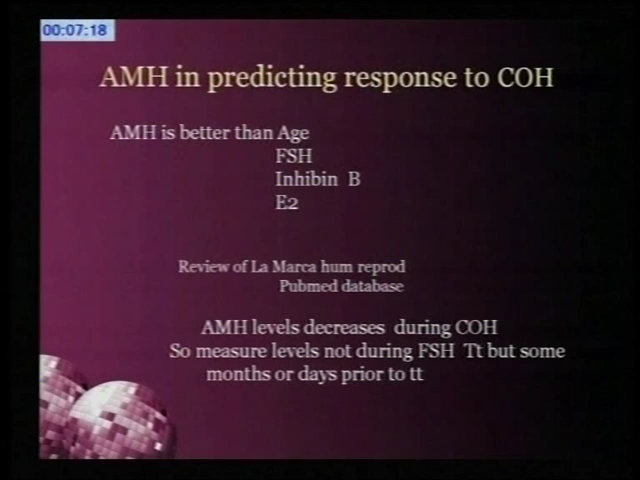 00:07:18
AMH in predicting response to COH
AMH is better than Age
FSH
Inhibin B
E2
Review of La Marca hum reprod
Pubmed database
AMH levels decreases during COH
So measure levels not during FSH Tt but some
months or days prior to tt